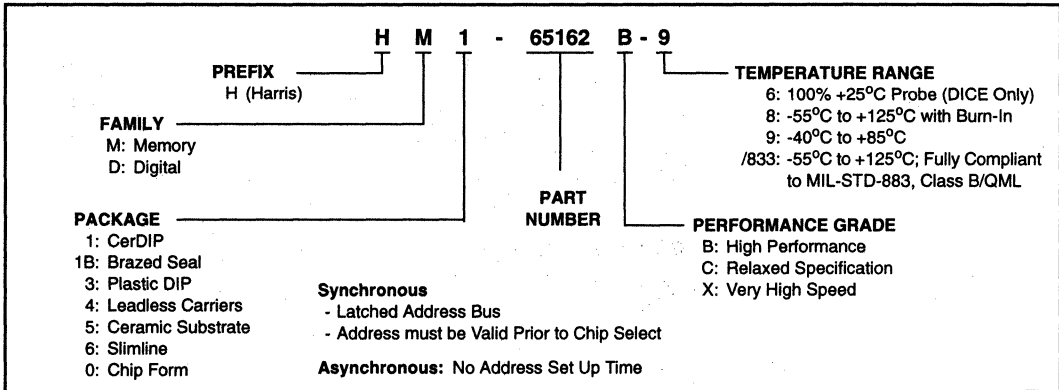 H M 1 - 65162 B - 9
PREFIX
H (Harris)
FAMILY
M: Memory
D: Digital
PACKAGE
1: CerDIP
1B: Brazed Seal
3: Plastic DIP
4: Leadless Carriers
5: Ceramic Substrate
6: Slimline
0: Chip Form
PART
NUMBER
TEMPERATURE RANGE
6: 100% +25°C Probe (DICE Only)
8: -55°C to +125°C with Burn-In
9: -40°C to +85°C
/833: -55°C to +125°C; Fully Compliant
to MIL-STD-883, Class B/QML
PERFORMANCE GRADE
B: High Performance
C: Relaxed Specification
X: Very High Speed
Synchronous
- Latched Address Bus
- Address must be Valid Prior to Chip Select
Asynchronous: No Address Set Up Time